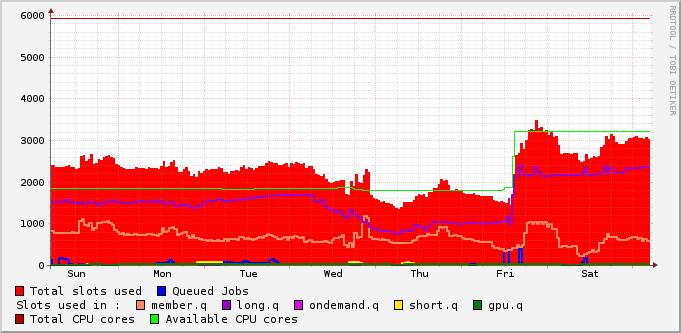 RRDTOOL / TOBI OETIKER
6000
5000
4000
3000
2000
1000
0
Sun Mon Tue Wed Thu Fri Sat
Total slots used Queued Jobs
Slots used in : member.q long.q ondemand.q short.q gpu.q
Total CPU cores Available CPU cores